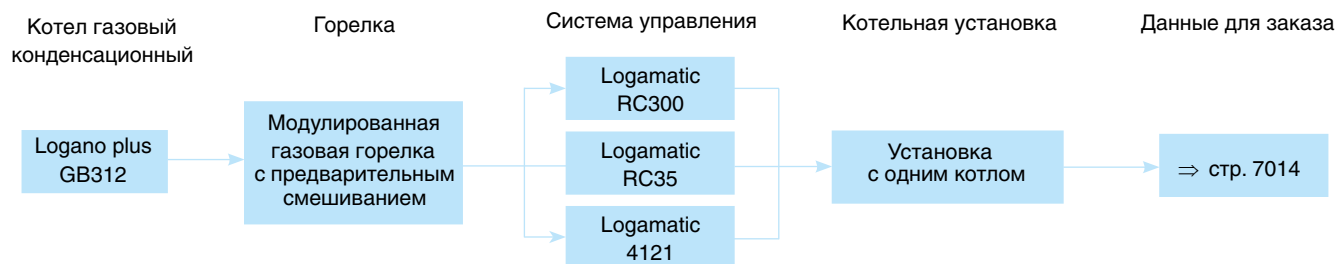 Котел газовый
конденсационный
Горелка
Система управления
Котельная установка
Данные для заказа
Logano plus
GB312
Модулированная
газовая горелка
с предварительным
смешиванием
Logamatic
RC300
Logamatic
RC35
Logamatic
4121
Установка
с одним котлом
⇒ стр. 7014